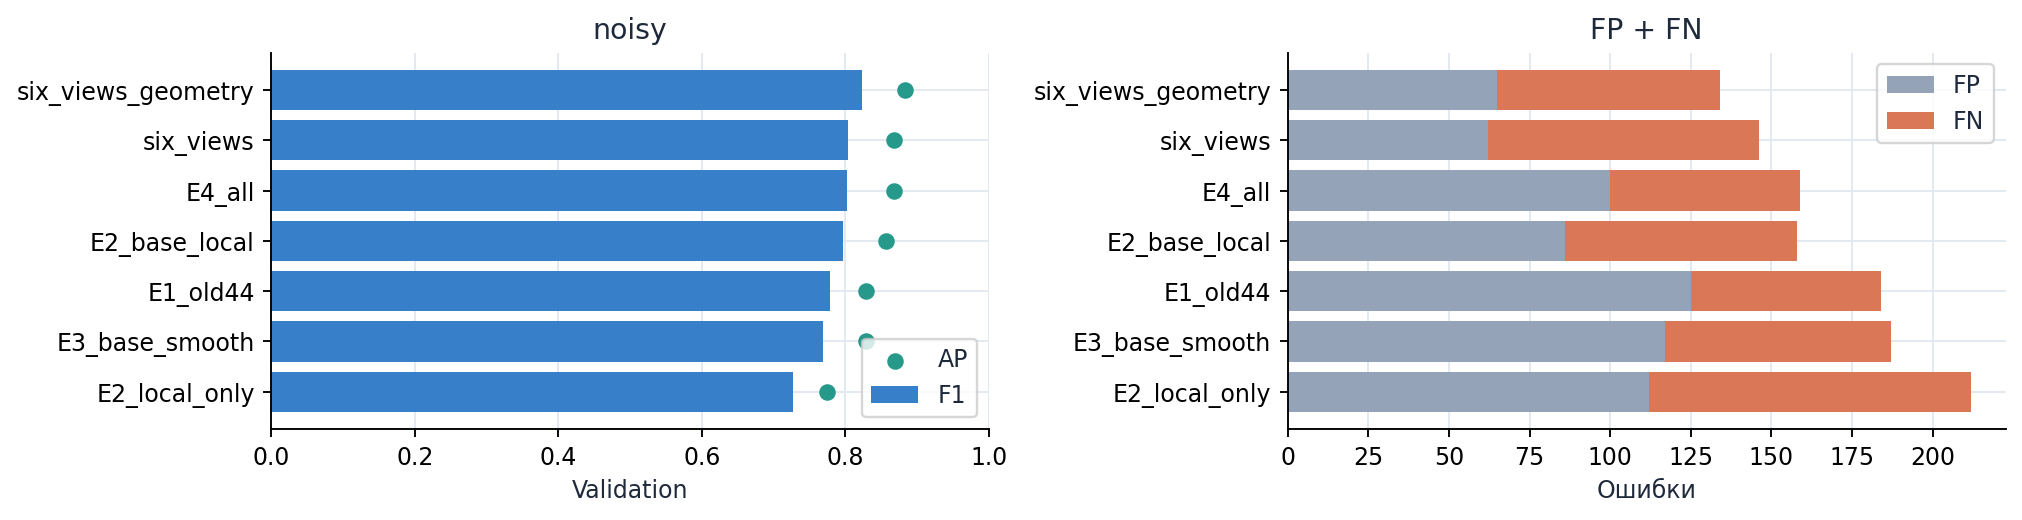 noisy
six_views_geometry
six_views
E4_all
E2_base_local
E1_old44
E3_base_smooth
E2_local_only
AP
F1
0.0 0.2 0.4 0.6 0.8 1.0
Validation
FP + FN
six_views_geometry
six_views
E4_all
E2_base_local
E1_old44
E3_base_smooth
E2_local_only
FP
FN
0 25 50 75 100 125 150 175 200
Ошибки